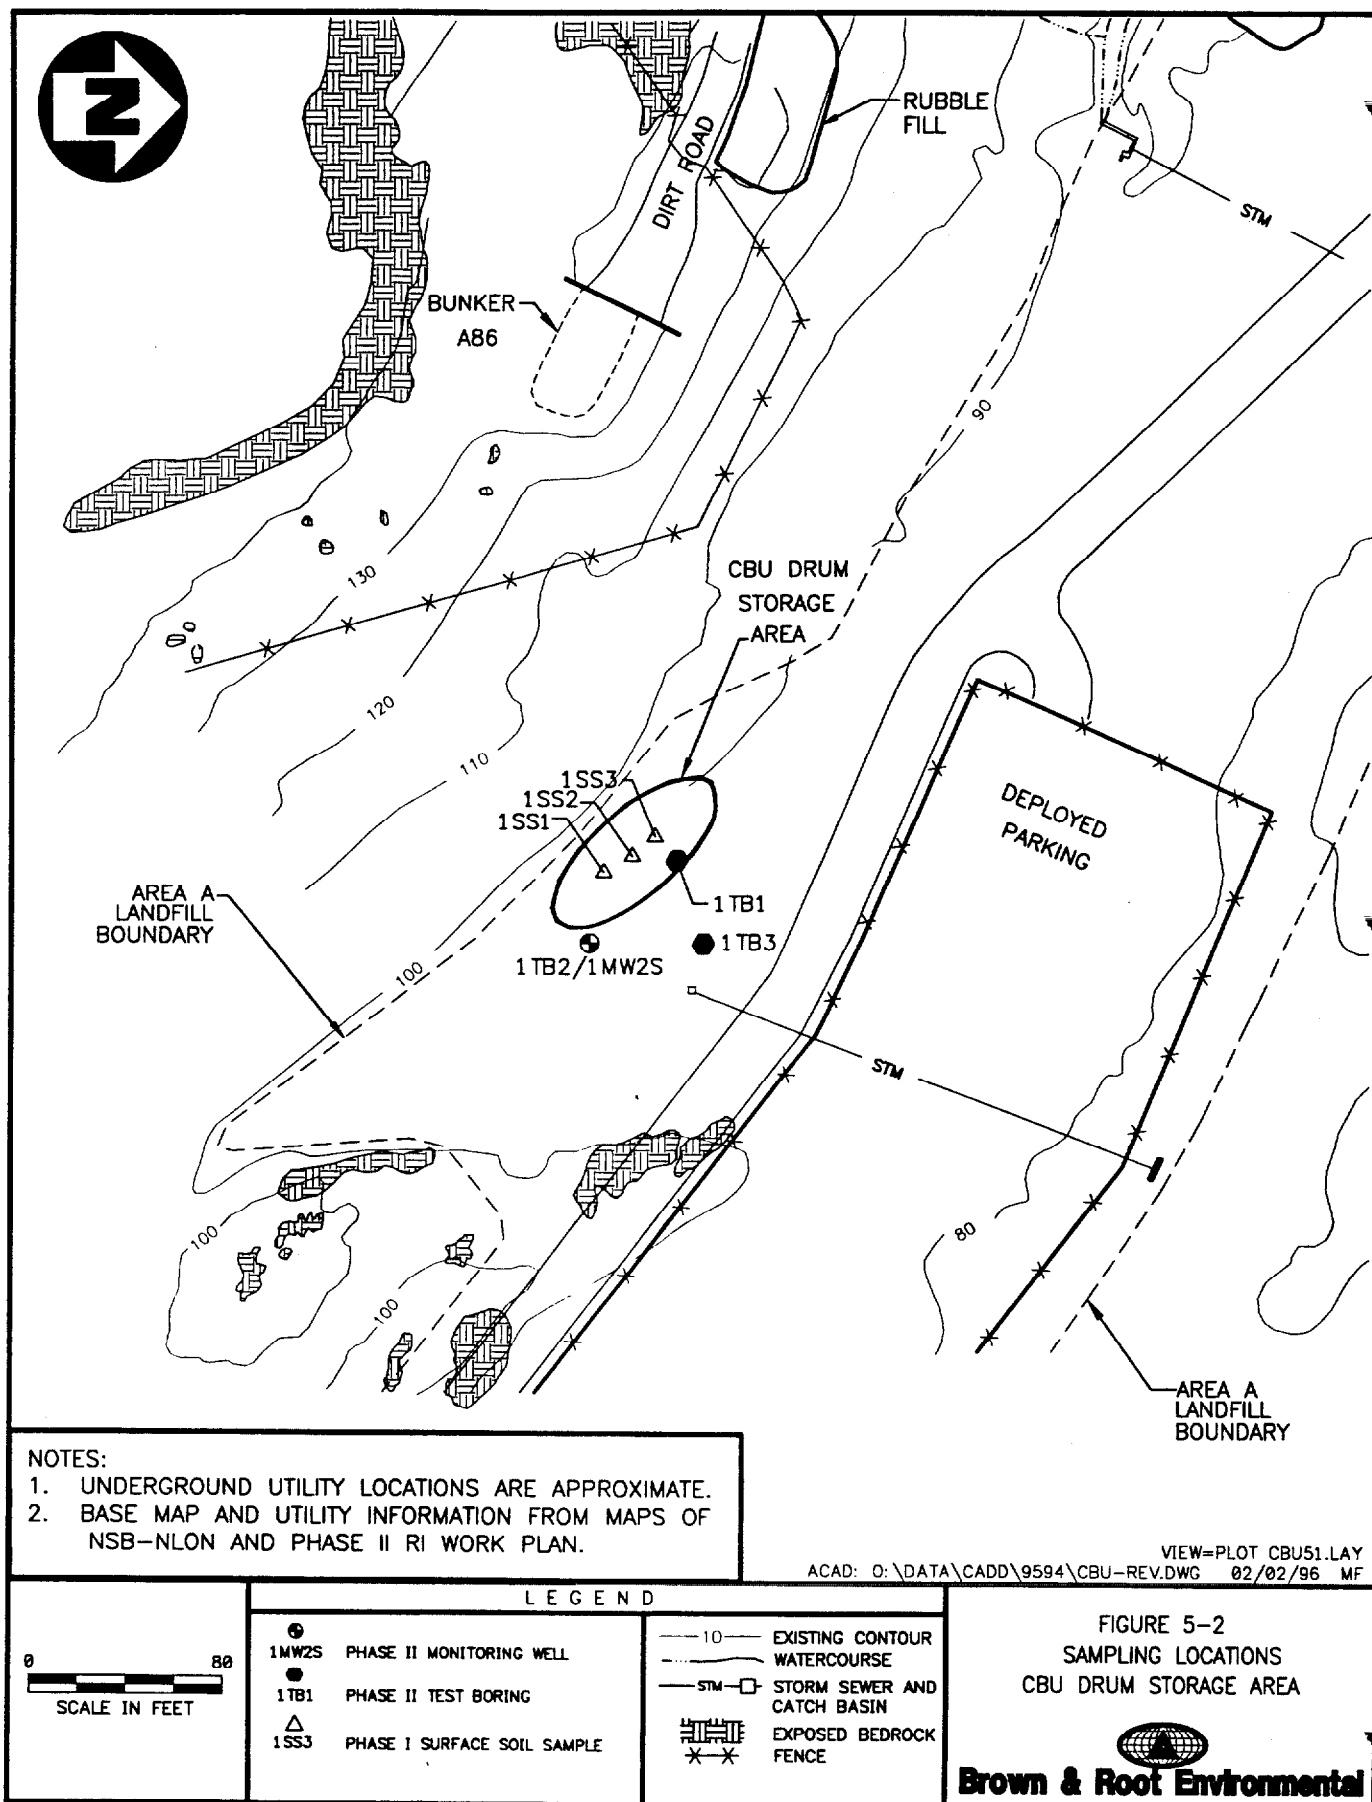 N
RUBBLE
FILL
DIRT ROAD
STM
BUNKER
A86
90
CBU DRUM
STORAGE
AREA
130
120
110
1SS3
1SS2
1SS1
DEPLOYED
PARKING
AREA A
LANDFILL
BOUNDARY
1TB1
1TB3
1TB2/1MW2S
100
STM
100
100
80
AREA A
LANDFILL
BOUNDARY
NOTES:
1. UNDERGROUND UTILITY LOCATIONS ARE APPROXIMATE.
2. BASE MAP AND UTILITY INFORMATION FROM MAPS OF
NSB-NLON AND PHASE II RI WORK PLAN.
VIEW=PLOT CBU51.LAY
ACAD: O:\DATA\CADD\9594\CBU-REV.DWG 02/02/96 MF
0 80
SCALE IN FEET
LEGEND
1MW2S PHASE II MONITORING WELL
1TB1 PHASE II TEST BORING
1SS3 PHASE I SURFACE SOIL SAMPLE
10 EXISTING CONTOUR
WATERCOURSE
STM STORM SEWER AND
CATCH BASIN
EXPOSED BEDROCK
FENCE
FIGURE 5-2
SAMPLING LOCATIONS
CBU DRUM STORAGE AREA
Brown & Root Environmental